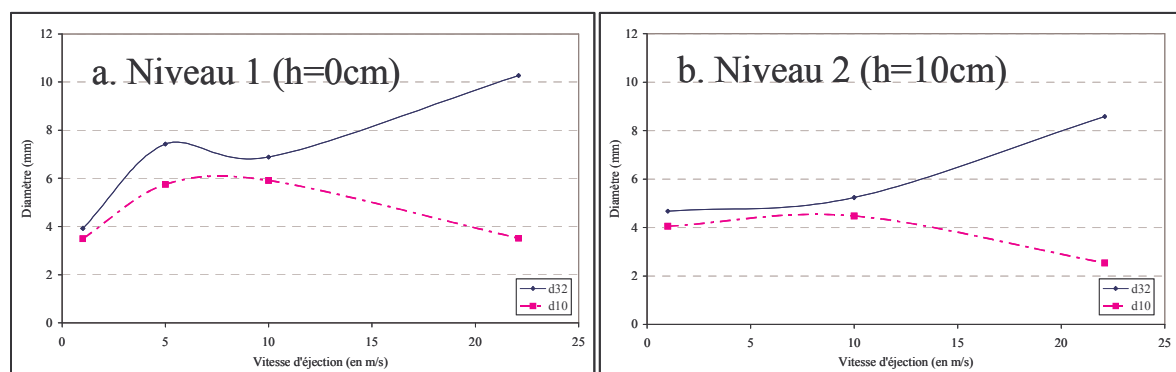 a. Niveau 1 (h=0cm)
12
10
8
6
4
2
0
Diamètre (mm)
0 5 10 15 20 25
Vitesse d'éjection (en m/s)
d32
d10
b. Niveau 2 (h=10cm)
12
10
8
6
4
2
0
Diamètre (mm)
0 5 10 15 20 25
Vitesse d'éjection (en m/s)
d32
d10